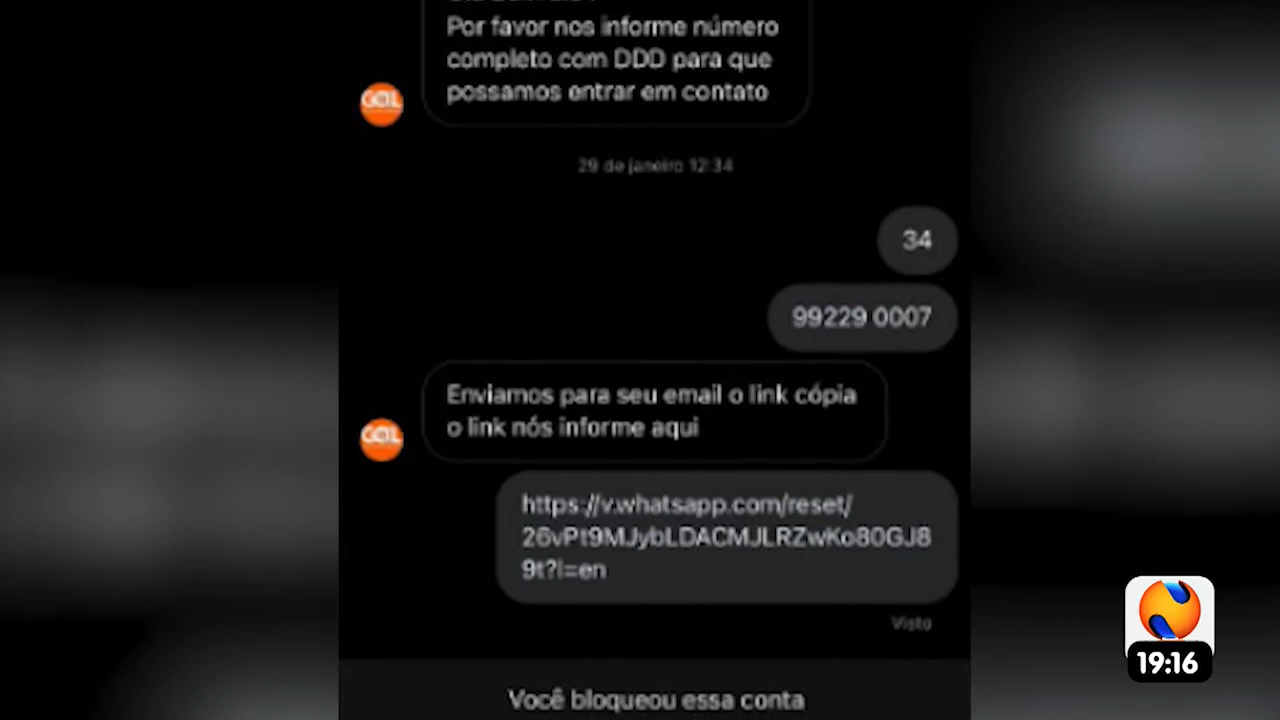 Por favor nos informe número
completo com DDD para que
possamos entrar em contato
GOL
29 de janeiro 12:34
34
99229 0007
Enviamos para seu email o link cópia
o link nós informe aqui
GOL
https://v.whatsapp.com/reset/
26vPt9MJybLDACMJLRZwKo80GJ8
9t?l=en
Visto
Você bloqueou essa conta
19:16